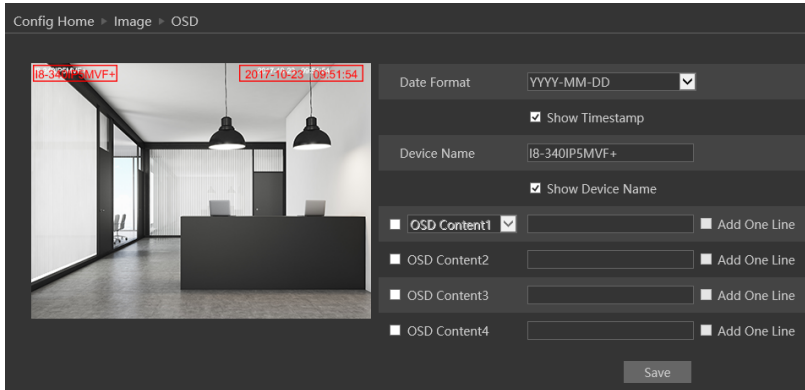 Config Home ▸ Image ▸ OSD
I8-340IP5MVF+
2017-10-23 09:51:54
Date Format YYYY-MM-DD
Show Timestamp
Device Name I8-340IP5MVF+
Show Device Name
OSD Content1 Add One Line
OSD Content2 Add One Line
OSD Content3 Add One Line
OSD Content4 Add One Line
Save